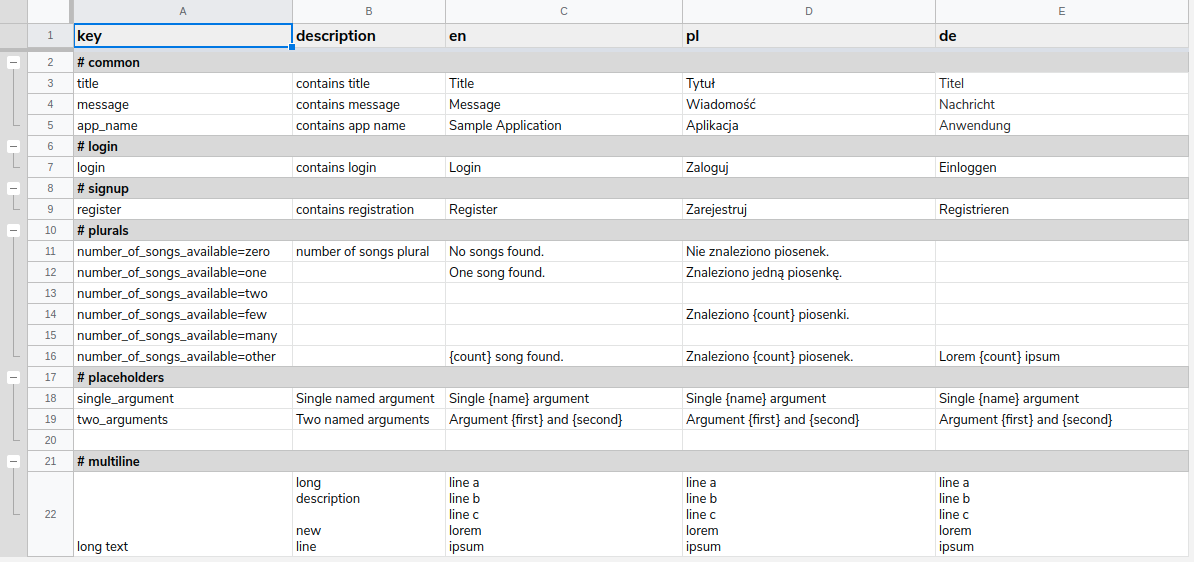 A B C D E
1 key description en pl de
2 # common
3 title contains title Title Tytuł Titel
4 message contains message Message Wiadomość Nachricht
5 app_name contains app name Sample Application Aplikacja Anwendung
6 # login
7 login contains login Login Zaloguj Einloggen
8 # signup
9 register contains registration Register Zarejestruj Registrieren
10 # plurals
11 number_of_songs_available=zero number of songs plural No songs found. Nie znaleziono piosenek.
12 number_of_songs_available=one One song found. Znaleziono jedną piosenkę.
13 number_of_songs_available=two
14 number_of_songs_available=few Znaleziono {count} piosenki.
15 number_of_songs_available=many
16 number_of_songs_available=other {count} song found. Znaleziono {count} piosenek. Lorem {count} ipsum
17 # placeholders
18 single_argument Single named argument Single {name} argument Single {name} argument Single {name} argument
19 two_arguments Two named arguments Argument {first} and {second} Argument {first} and {second} Argument {first} and {second}
20
21 # multiline
long line a line a line a
description line b line b line b
22 line c line c line c
new lorem lorem lorem
long text line ipsum ipsum ipsum